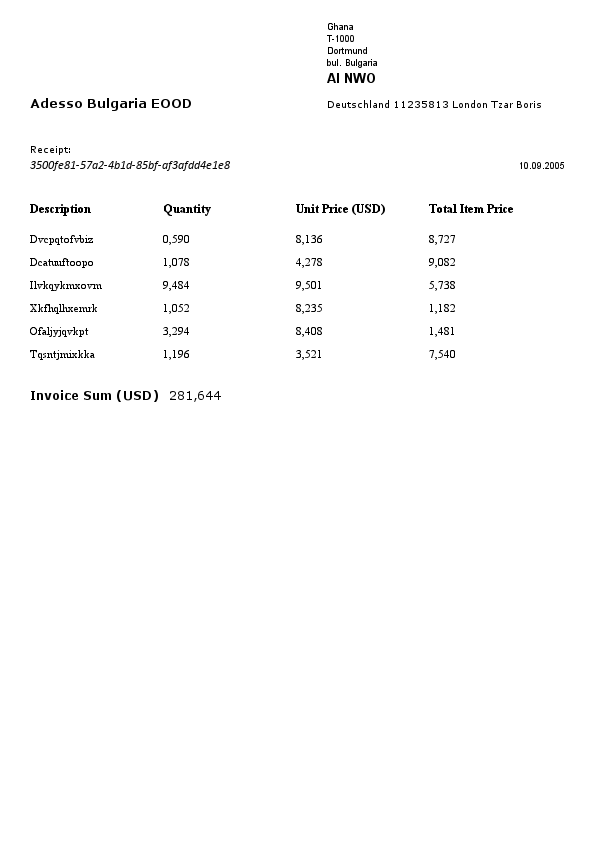 Ghana
T-1000
Dortmund
bul. Bulgaria
AI NWO
Adesso Bulgaria EOOD
Deutschland 11235813 London Tzar Boris
Receipt:
3500fe81-57a2-4b1d-85bf-af3afdd4e1e8
10.09.2005
Description Quantity Unit Price (USD) Total Item Price
Dvcpqtofvbiz 0,590 8,136 8,727
Dcatuuftoopo 1,078 4,278 9,082
Ilvkqykmxovm 9,484 9,501 5,738
Xkfhqlhxemrk 1,052 8,235 1,182
Ofaljyjqvkpt 3,294 8,408 1,481
Tqsntjmixkka 1,196 3,521 7,540
Invoice Sum (USD) 281,644